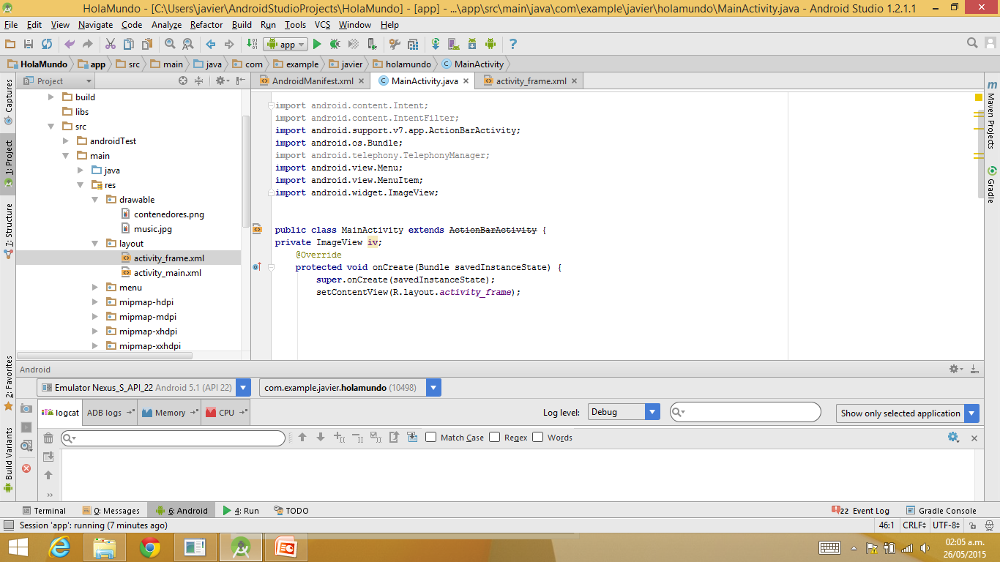 HolaMundo - [C:\Users\javier\AndroidStudioProjects\HolaMundo] - [app] - ...\app\src\main\java\com\example\javier\holamundo\MainActivity.java - Android Studio 1.2.1.1
File Edit View Navigate Code Analyze Refactor Build Run Tools VCS Window Help
app
HolaMundo app src main java com example javier holamundo MainActivity
Project
AndroidManifest.xml MainActivity.java activity_frame.xml
Captures
1: Project
7: Structure
2: Favorites
Build Variants
build
libs
src
androidTest
main
java
res
drawable
contenedores.png
music.jpg
layout
activity_frame.xml
activity_main.xml
menu
mipmap-hdpi
mipmap-mdpi
mipmap-xhdpi
mipmap-xxhdpi
import android.content.Intent;
import android.content.IntentFilter;
import android.support.v7.app.ActionBarActivity;
import android.os.Bundle;
import android.telephony.TelephonyManager;
import android.view.Menu;
import android.view.MenuItem;
import android.widget.ImageView;
public class MainActivity extends ActionBarActivity {
private ImageView iv;
@Override
protected void onCreate(Bundle savedInstanceState) {
super.onCreate(savedInstanceState);
setContentView(R.layout.activity_frame);
Maven Projects
Gradle
Android
Emulator Nexus_S_API_22 Android 5.1 (API 22) com.example.javier.holamundo (10498)
logcat ADB logs Memory CPU Log level: Debug Show only selected application
Match Case Regex Words
Terminal 0: Messages 6: Android 4: Run TODO 22 Event Log Gradle Console
Session 'app': running (7 minutes ago) 46:1 CRLF UTF-8
02:05 a.m.
26/05/2015